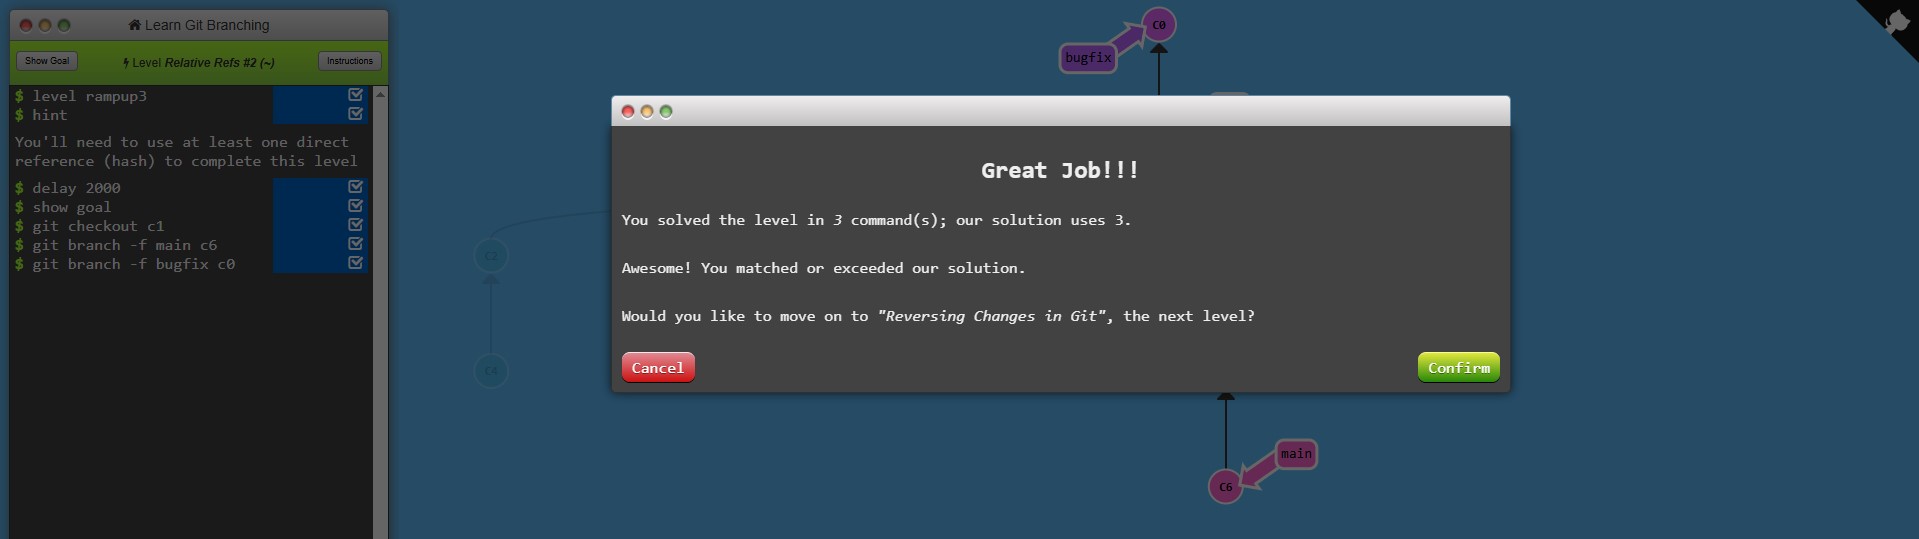 Learn Git Branching
Show Goal
Level Relative Refs #2 (~)
Instructions
$ level rampup3
$ hint
You'll need to use at least one direct
reference (hash) to complete this level
$ delay 2000
$ show goal
$ git checkout c1
$ git branch -f main c6
$ git branch -f bugfix c0
C0
bugfix
C2
C4
Great Job!!!
You solved the level in 3 command(s); our solution uses 3.
Awesome! You matched or exceeded our solution.
Would you like to move on to "Reversing Changes in Git", the next level?
Cancel
Confirm
main
C6